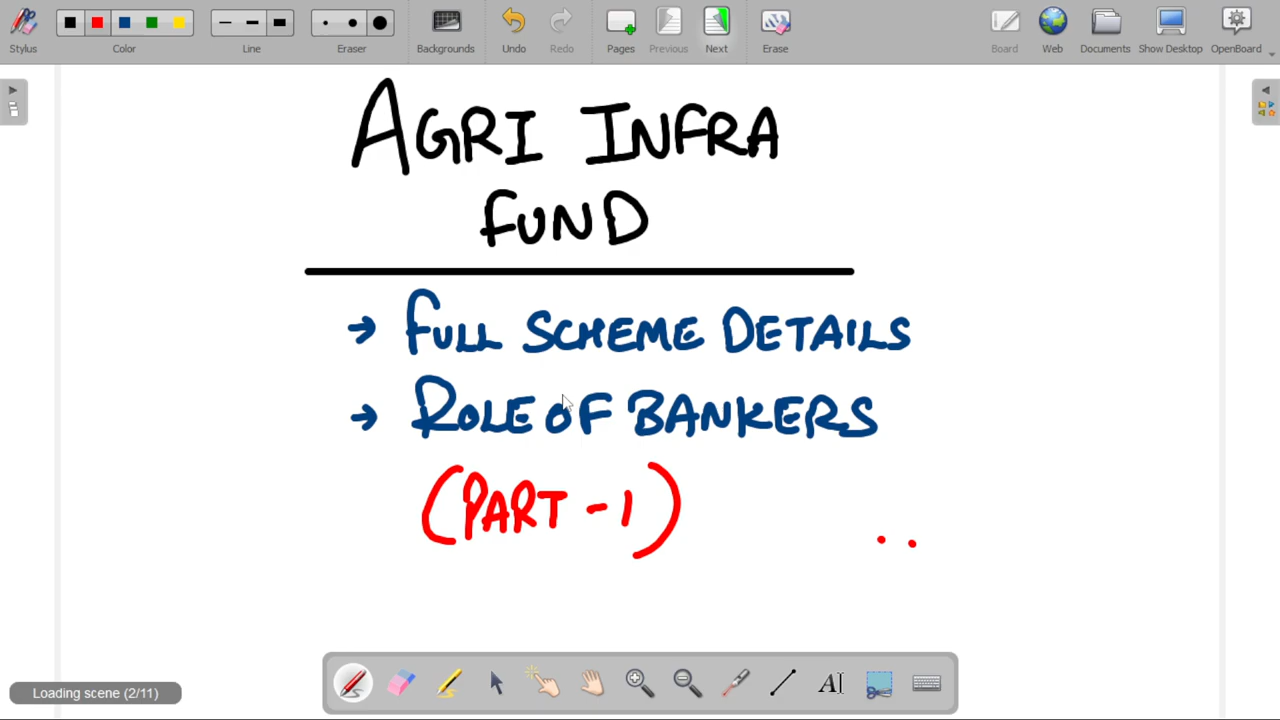 Stylus
Color
Line
Eraser
Backgrounds
Undo
Redo
Pages
Previous
Next
Erase
Board
Web
Documents
Show Desktop
OpenBoard
AGRI INFRA
FUND
→ FULL SCHEME DETAILS
→ ROLE OF BANKERS
(PART - 1)
Loading scene (2/11)